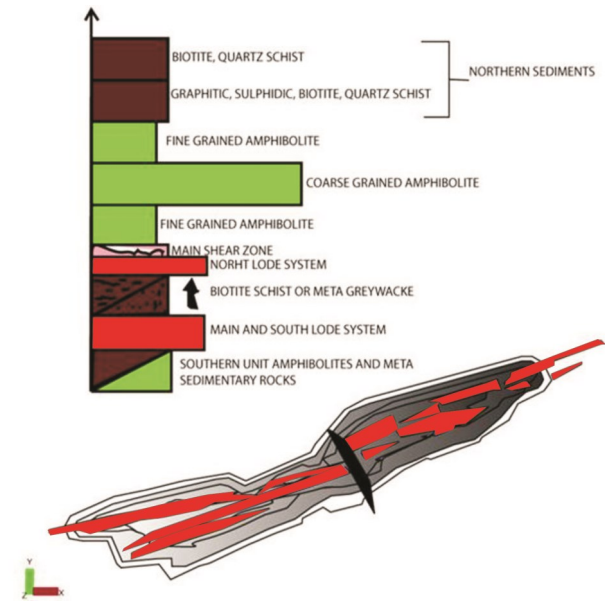 BIOTITE, QUARTZ SCHIST
NORTHERN SEDIMENTS
GRAPHITIC, SULPHIDIC, BIOTITE, QUARTZ SCHIST
FINE GRAINED AMPHIBOLITE
COARSE GRAINED AMPHIBOLITE
FINE GRAINED AMPHIBOLITE
MAIN SHEAR ZONE
NORHT LODE SYSTEM
BIOTITE SCHIST OR META GREYWACKE
MAIN AND SOUTH LODE SYSTEM
SOUTHERN UNIT AMPHIBOLITES AND META
SEDIMENTARY ROCKS
Y
Z X